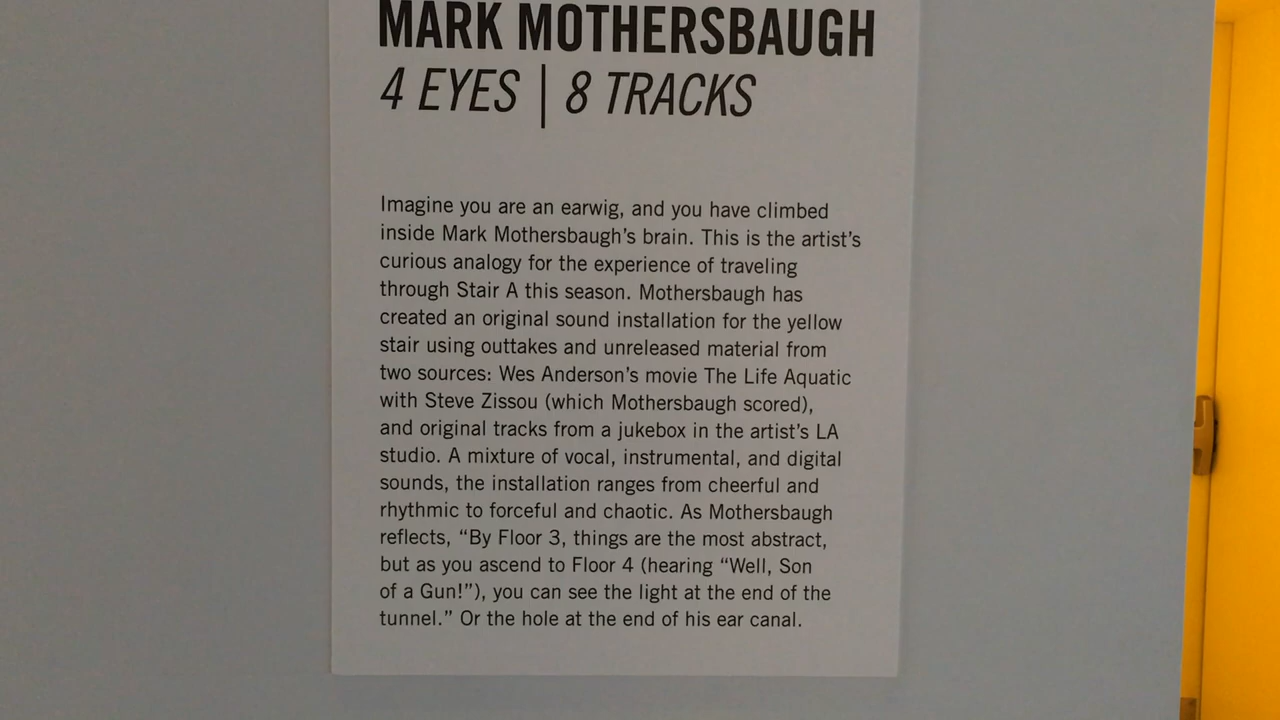 MARK MOTHERSBAUGH
4 EYES | 8 TRACKS
Imagine you are an earwig, and you have climbed
inside Mark Mothersbaugh’s brain. This is the artist’s
curious analogy for the experience of traveling
through Stair A this season. Mothersbaugh has
created an original sound installation for the yellow
stair using outtakes and unreleased material from
two sources: Wes Anderson’s movie The Life Aquatic
with Steve Zissou (which Mothersbaugh scored),
and original tracks from a jukebox in the artist’s LA
studio. A mixture of vocal, instrumental, and digital
sounds, the installation ranges from cheerful and
rhythmic to forceful and chaotic. As Mothersbaugh
reflects, “By Floor 3, things are the most abstract,
but as you ascend to Floor 4 (hearing “Well, Son
of a Gun!”), you can see the light at the end of the
tunnel.” Or the hole at the end of his ear canal.